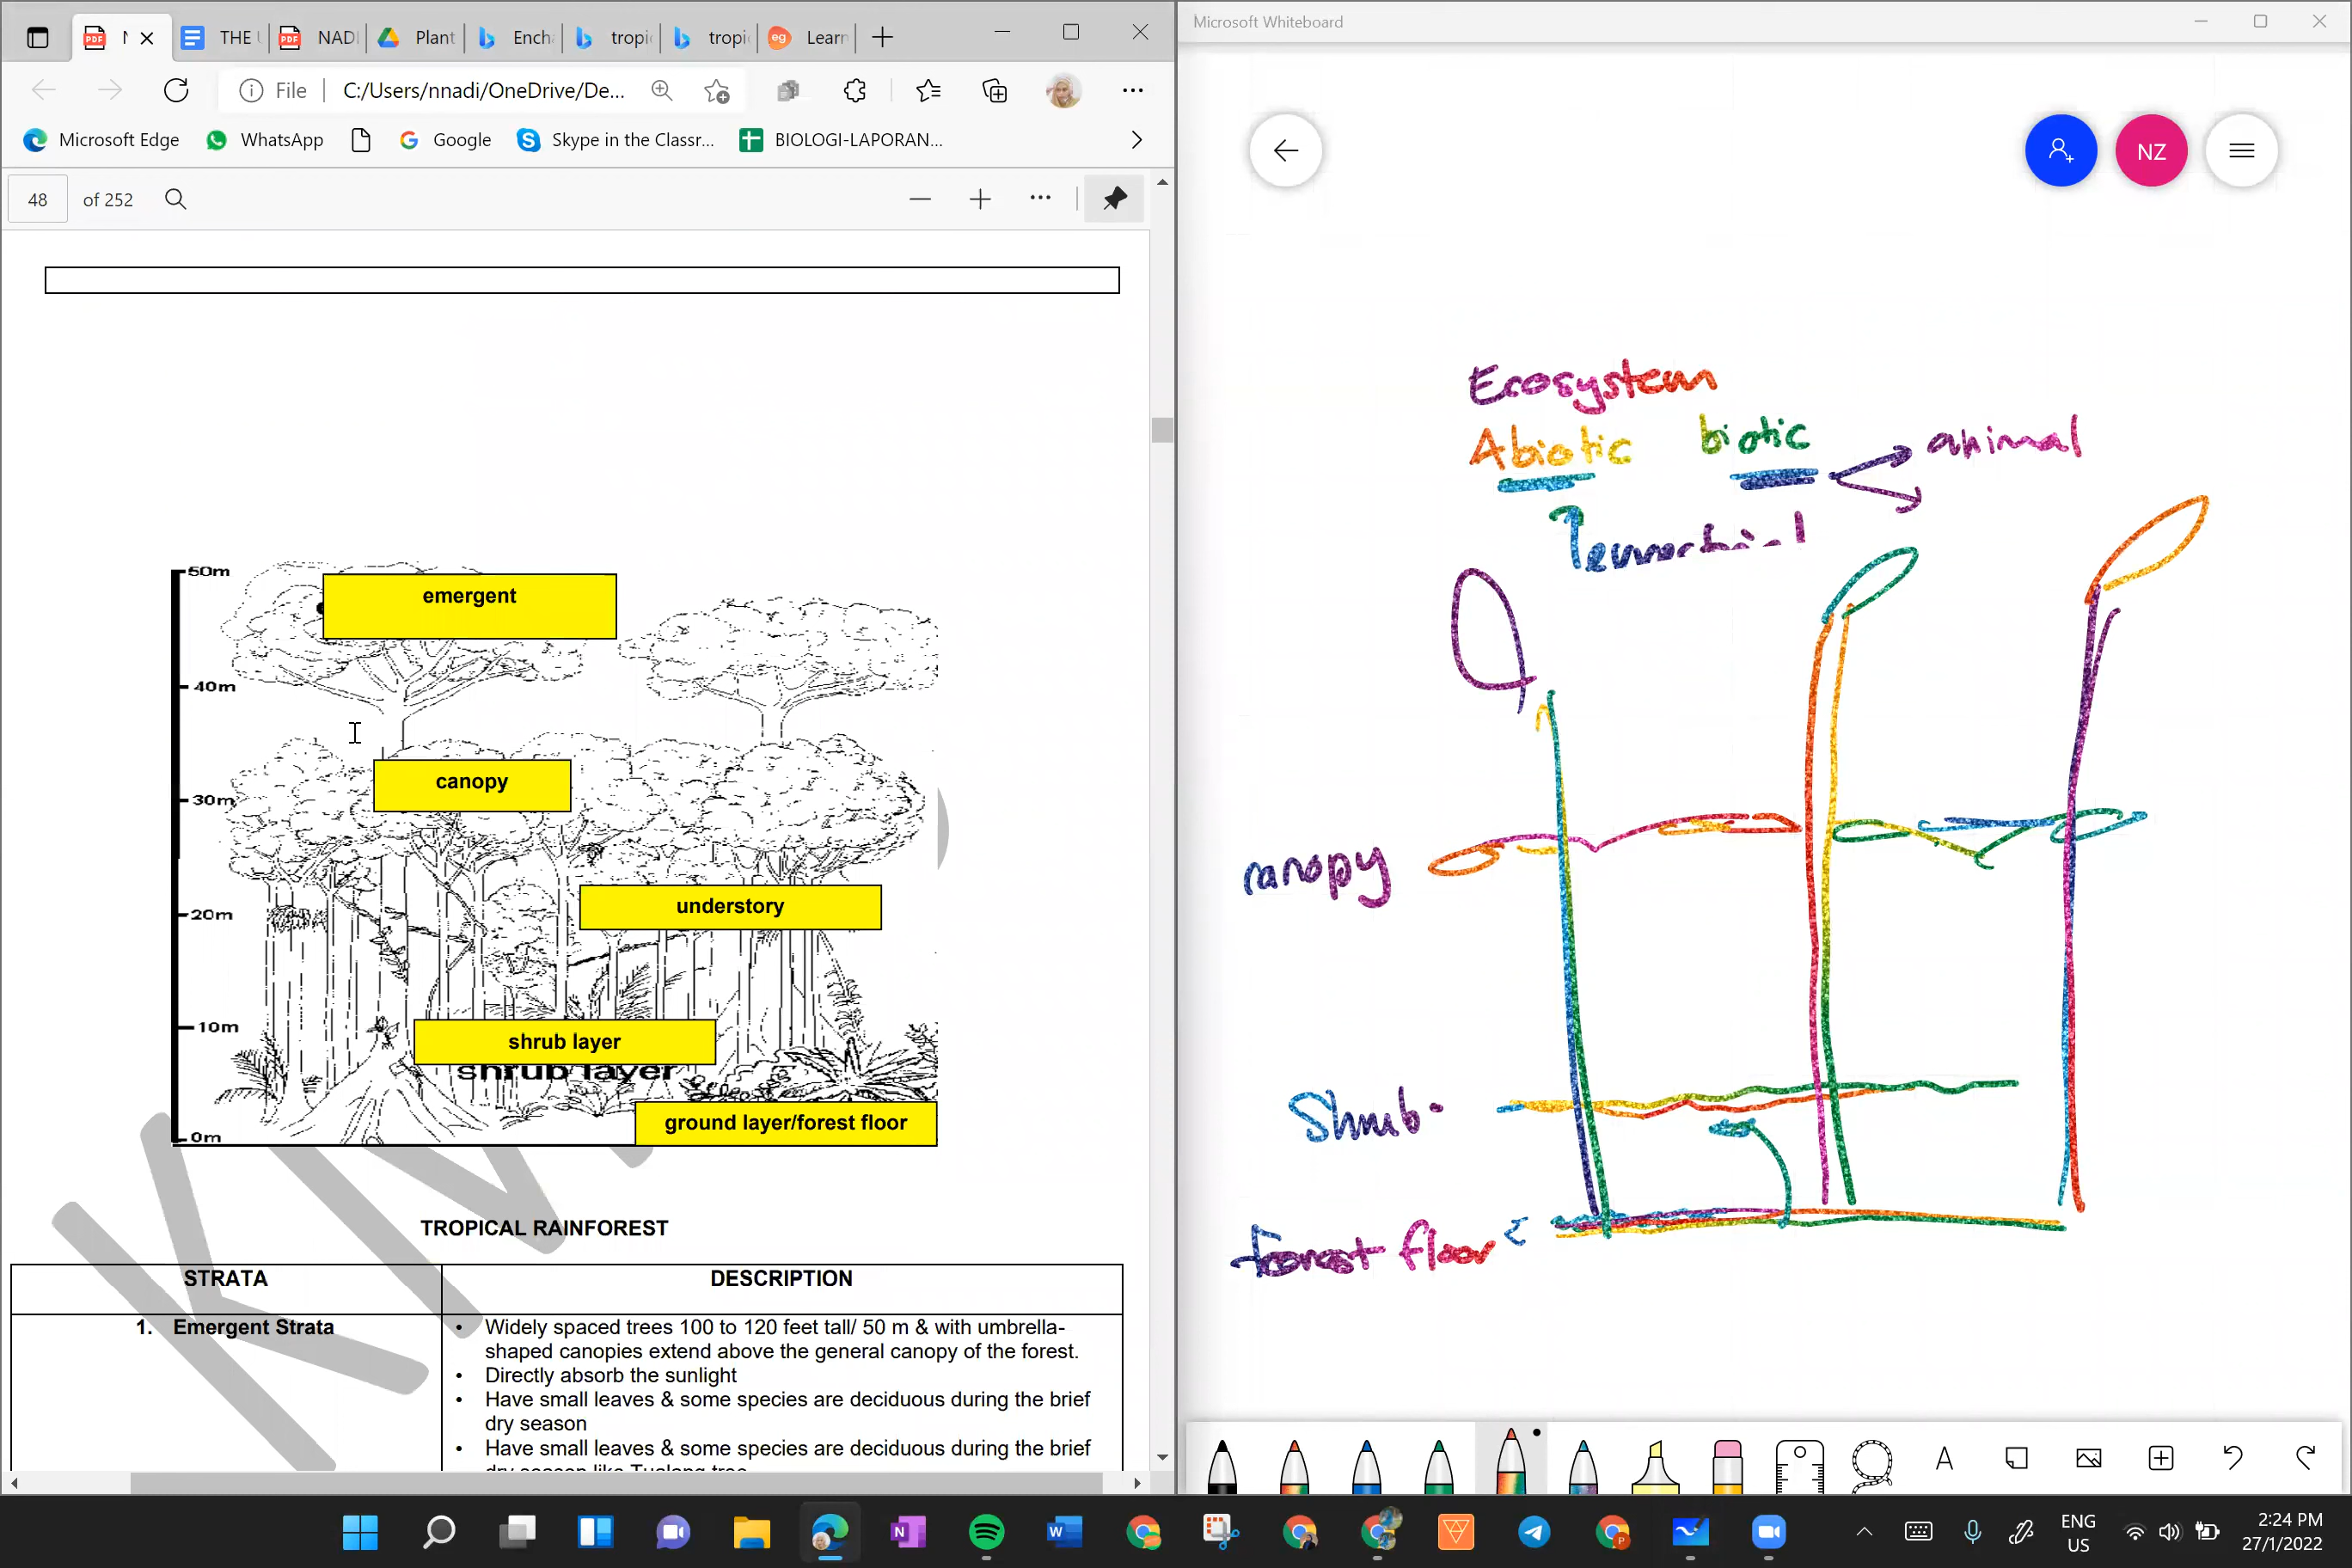 THE
NADI
Plant
Ench
tropi
tropi
Learn
File
C:/Users/nnadi/OneDrive/De...
Microsoft Edge
WhatsApp
Google
Skype in the Classr...
BIOLOGI-LAPORAN...
48 of 252
50m
emergent
40m
canopy
30m
understory
20m
10m
shrub layer
shrub layer
ground layer/forest floor
0m
TROPICAL RAINFOREST
STRATA DESCRIPTION
1. Emergent Strata
• Widely spaced trees 100 to 120 feet tall/ 50 m & with umbrella-
shaped canopies extend above the general canopy of the forest.
• Directly absorb the sunlight
• Have small leaves & some species are deciduous during the brief
dry season
• Have small leaves & some species are deciduous during the brief
dry season like Tualang tree
Microsoft Whiteboard
NZ
Ecosystem
Abiotic biotic animal
canopy
Shrub
forest floor
ENG
US
2:24 PM
27/1/2022